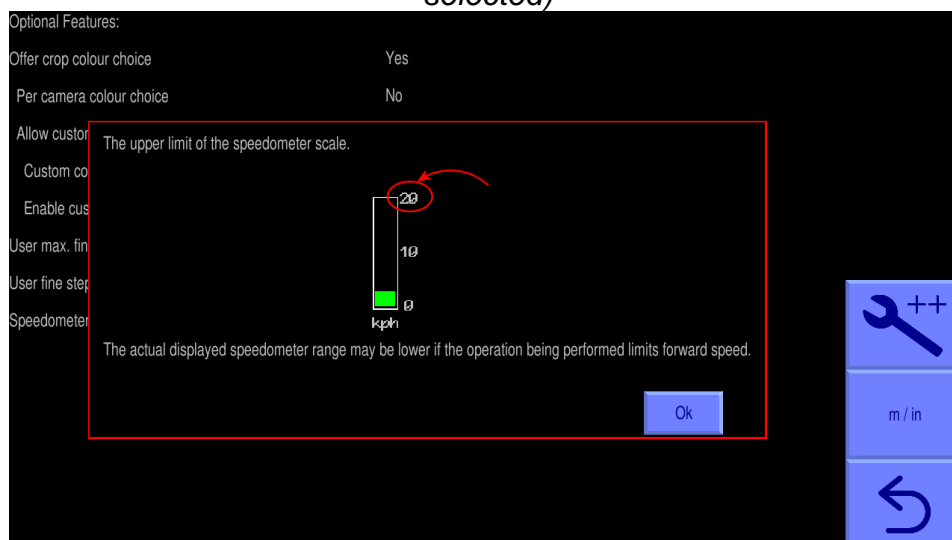 selected)
Optional Features:
Offer crop colour choice Yes
Per camera colour choice No
Allow custor
The upper limit of the speedometer scale.
Custom co
20
Enable cus
User max. fin
10
User fine step
0
Speedometer
kph
The actual displayed speedometer range may be lower if the operation being performed limits forward speed.
++
Ok
m / in